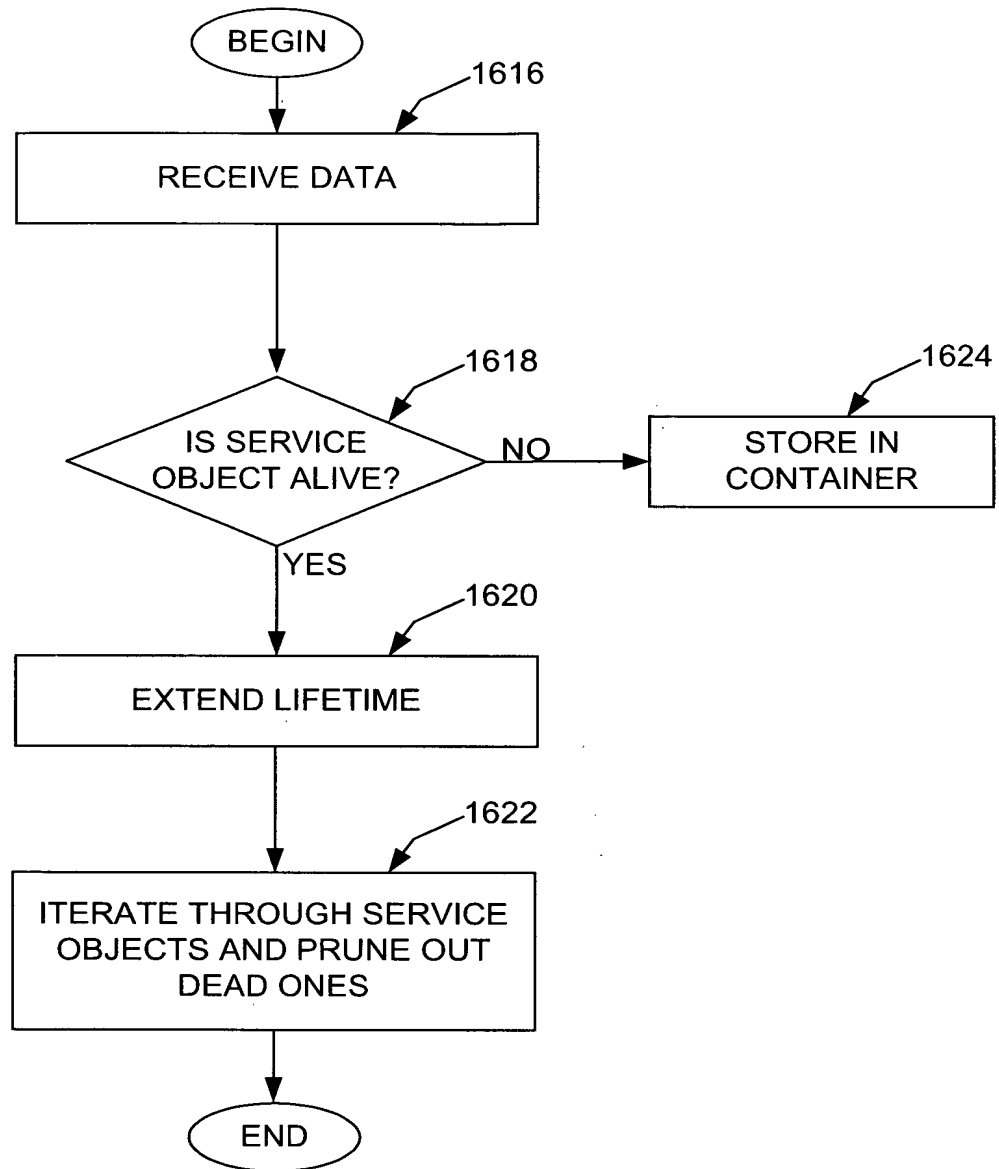 BEGIN
1616
RECEIVE DATA
1618
IS SERVICE
OBJECT ALIVE?
NO
1624
STORE IN
CONTAINER
YES
1620
EXTEND LIFETIME
1622
ITERATE THROUGH SERVICE
OBJECTS AND PRUNE OUT
DEAD ONES
END